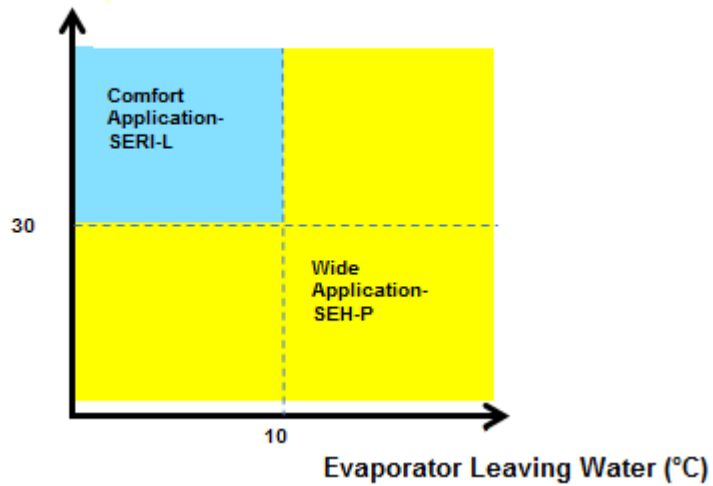 Comfort
Application-
SERI-L
30
Wide
Application-
SEH-P
10
Evaporator Leaving Water (°C)